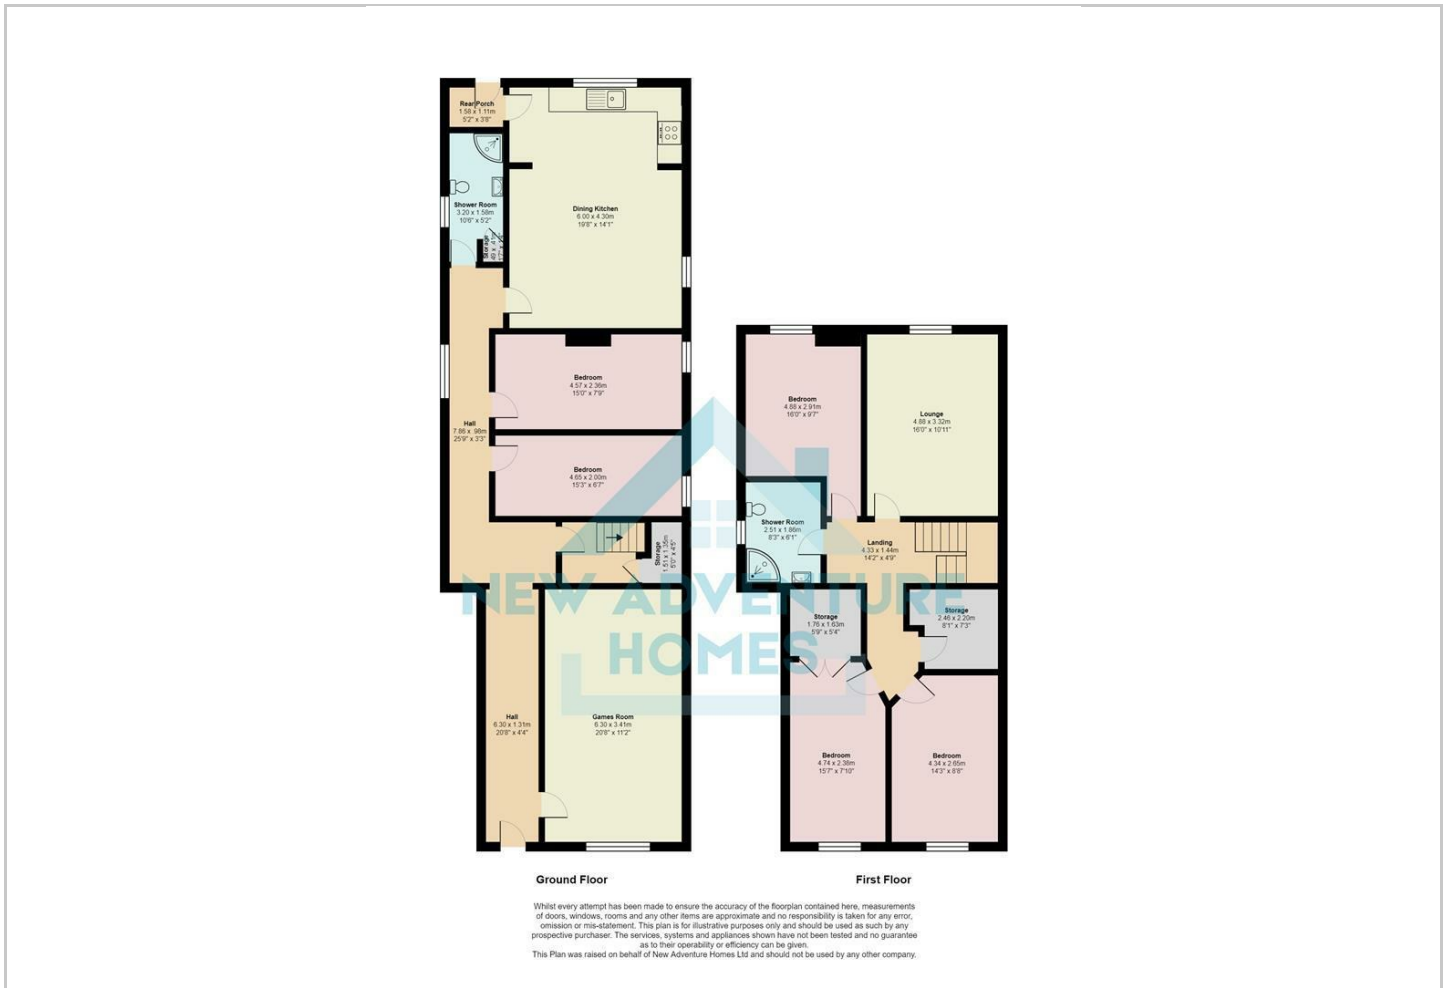 Rear Porch
1.58 x 1.11m
5'2" x 3'8"
Shower Room
3.20 x 1.58m
10'6" x 5'2"
Storage
Dining Kitchen
6.00 x 4.30m
19'8" x 14'1"
Bedroom
4.57 x 2.36m
15'0" x 7'9"
Hall
7.86 x .98m
25'9" x 3'3"
Bedroom
4.65 x 2.00m
15'3" x 6'7"
Storage
1.51 x 1.35m
5'0" x 4'5"
Hall
6.30 x 1.31m
20'8" x 4'4"
Games Room
6.30 x 3.41m
20'8" x 11'2"
Ground Floor
Bedroom
4.88 x 2.91m
16'0" x 9'7"
Lounge
4.88 x 3.32m
16'0" x 10'11"
Shower Room
2.51 x 1.86m
8'3" x 6'1"
Landing
4.33 x 1.44m
14'2" x 4'9"
Storage
1.76 x 1.63m
5'9" x 5'4"
Storage
2.46 x 2.20m
8'1" x 7'3"
Bedroom
4.74 x 2.38m
15'7" x 7'10"
Bedroom
4.34 x 2.65m
14'3" x 8'8"
First Floor
NEW ADVENTURE
HOMES
Whilst every attempt has been made to ensure the accuracy of the floorplan contained here, measurements
of doors, windows, rooms and any other items are approximate and no responsibility is taken for any error,
omission or mis-statement. This plan is for illustrative purposes only and should be used as such by any
prospective purchaser. The services, systems and appliances shown have not been tested and no guarantee
as to their operability or efficiency can be given.
This Plan was raised on behalf of New Adventure Homes Ltd and should not be used by any other company.